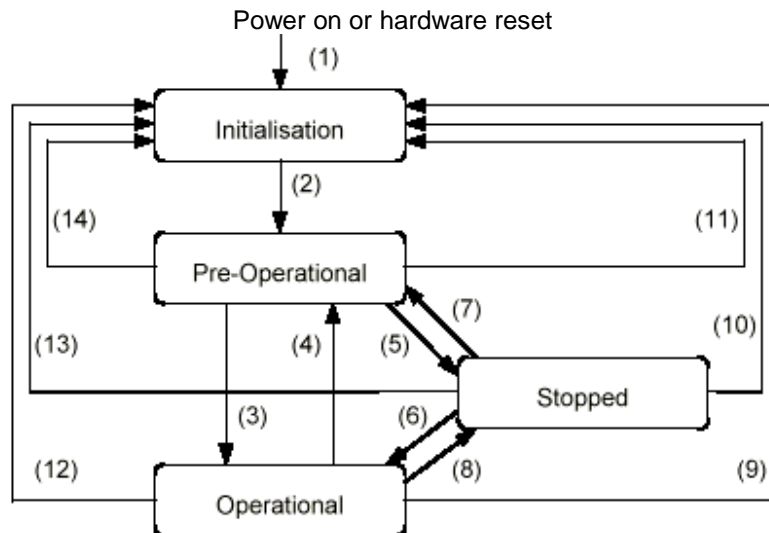 Power on or hardware reset
(1)
Initialisation
(2)
(14)
(11)
Pre-Operational
(7)
(10)
(13)
(4)
(5)
Stopped
(3)
(6)
(12)
(8)
(9)
Operational